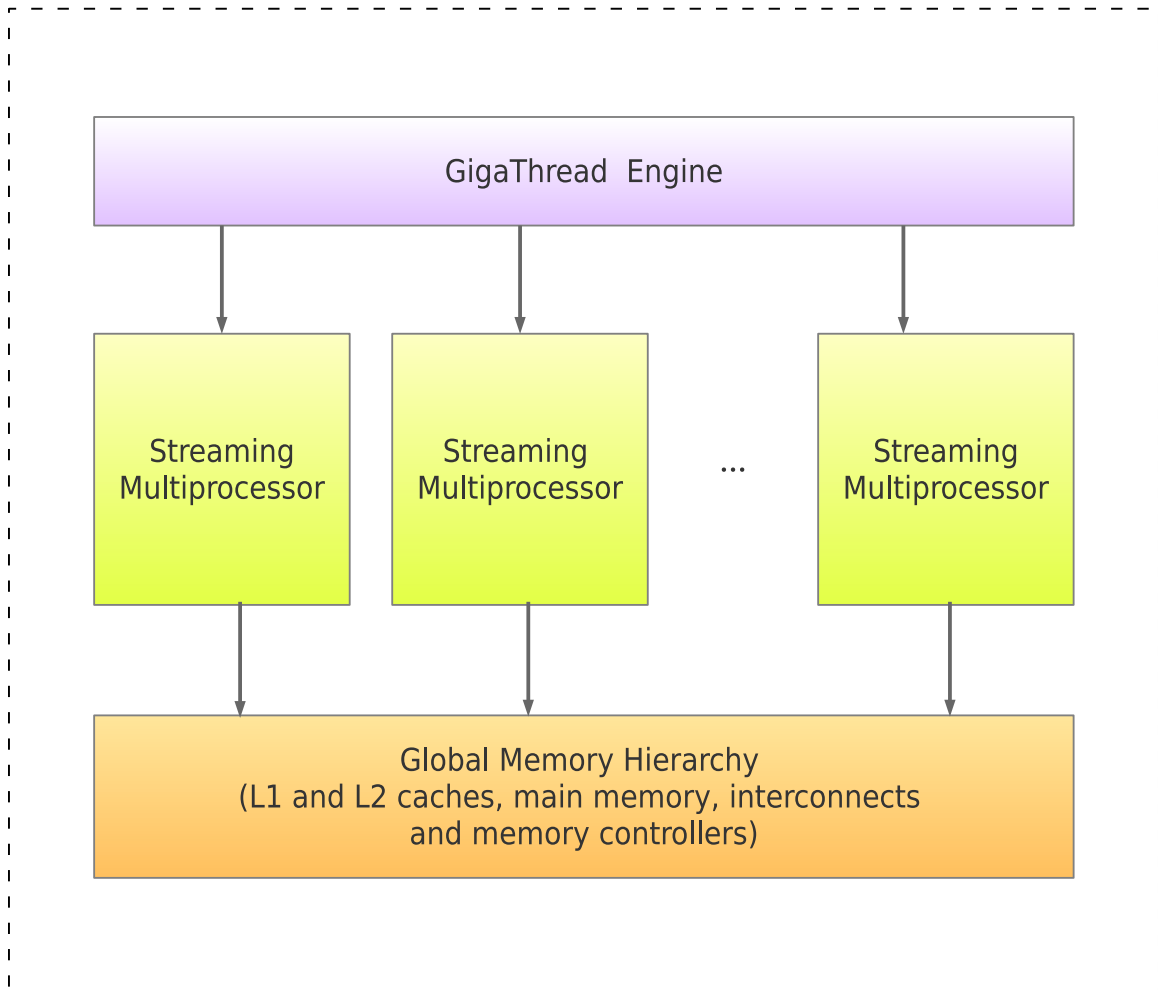 GigaThread Engine
Streaming
Multiprocessor
Streaming
Multiprocessor
...
Streaming
Multiprocessor
Global Memory Hierarchy
(L1 and L2 caches, main memory, interconnects
and memory controllers)